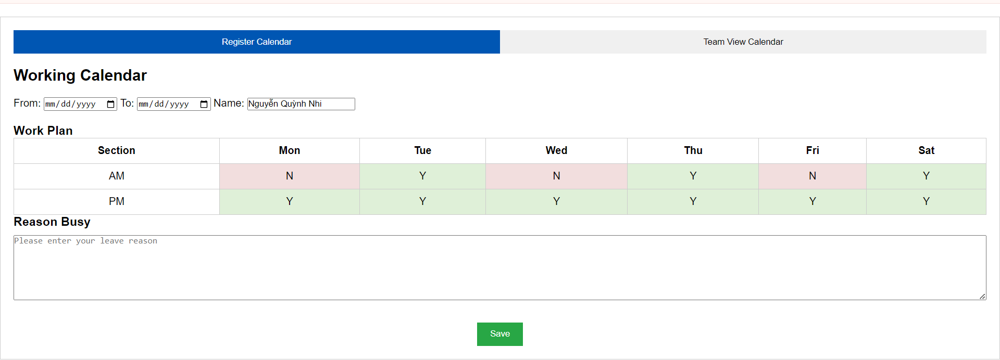 Register Calendar Team View Calendar
Working Calendar
From: mm/dd/yyyy To: mm/dd/yyyy Name: Nguyễn Quỳnh Nhi
Work Plan
Section Mon Tue Wed Thu Fri Sat
AM N Y N Y N Y
PM Y Y Y Y Y Y
Reason Busy
Please enter your leave reason
Save